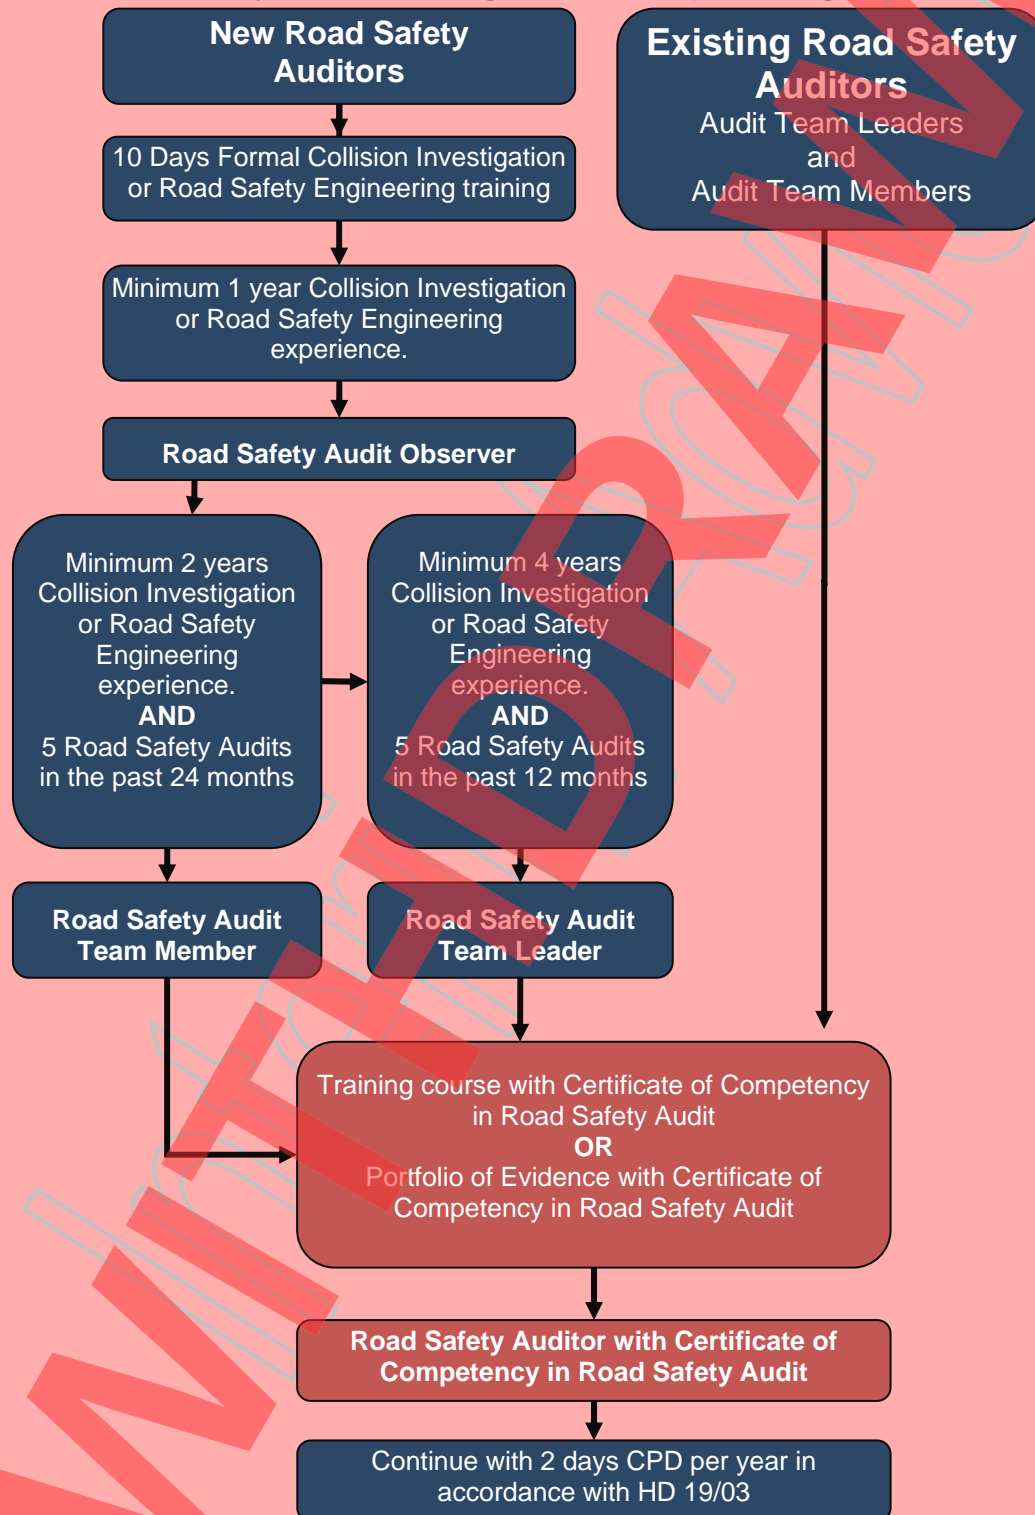 New Road Safety
Auditors
Existing Road Safety
Auditors
Audit Team Leaders
and
Audit Team Members
10 Days Formal Collision Investigation
or Road Safety Engineering training
Minimum 1 year Collision Investigation
or Road Safety Engineering
experience.
Road Safety Audit Observer
Minimum 2 years
Collision Investigation
or Road Safety
Engineering
experience.
AND
5 Road Safety Audits
in the past 24 months
Minimum 4 years
Collision Investigation
or Road Safety
Engineering
experience.
AND
5 Road Safety Audits
in the past 12 months
Road Safety Audit
Team Member
Road Safety Audit
Team Leader
Training course with Certificate of Competency
in Road Safety Audit
OR
Portfolio of Evidence with Certificate of
Competency in Road Safety Audit
Road Safety Auditor with Certificate of
Competency in Road Safety Audit
Continue with 2 days CPD per year in
accordance with HD 19/03